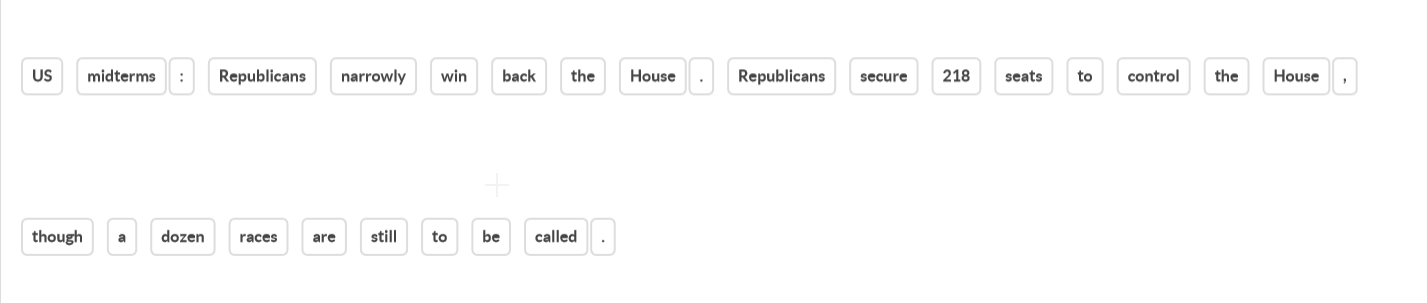 US midterms : Republicans narrowly win back the House . Republicans secure 218 seats to control the House ,
though a dozen races are still to be called .